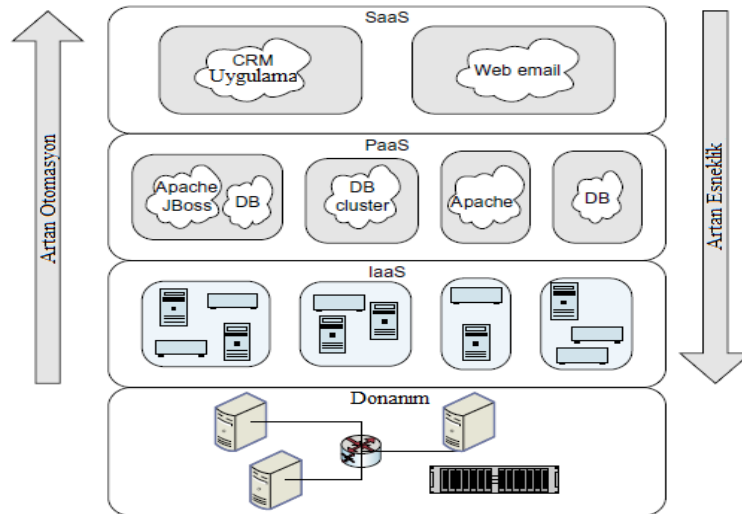 SaaS
CRM
Uygulama
Web email
PaaS
Apache
JBoss
DB
DB
cluster
Apache
DB
IaaS
Donanım
Artan Otomasyon
Artan Esneklik